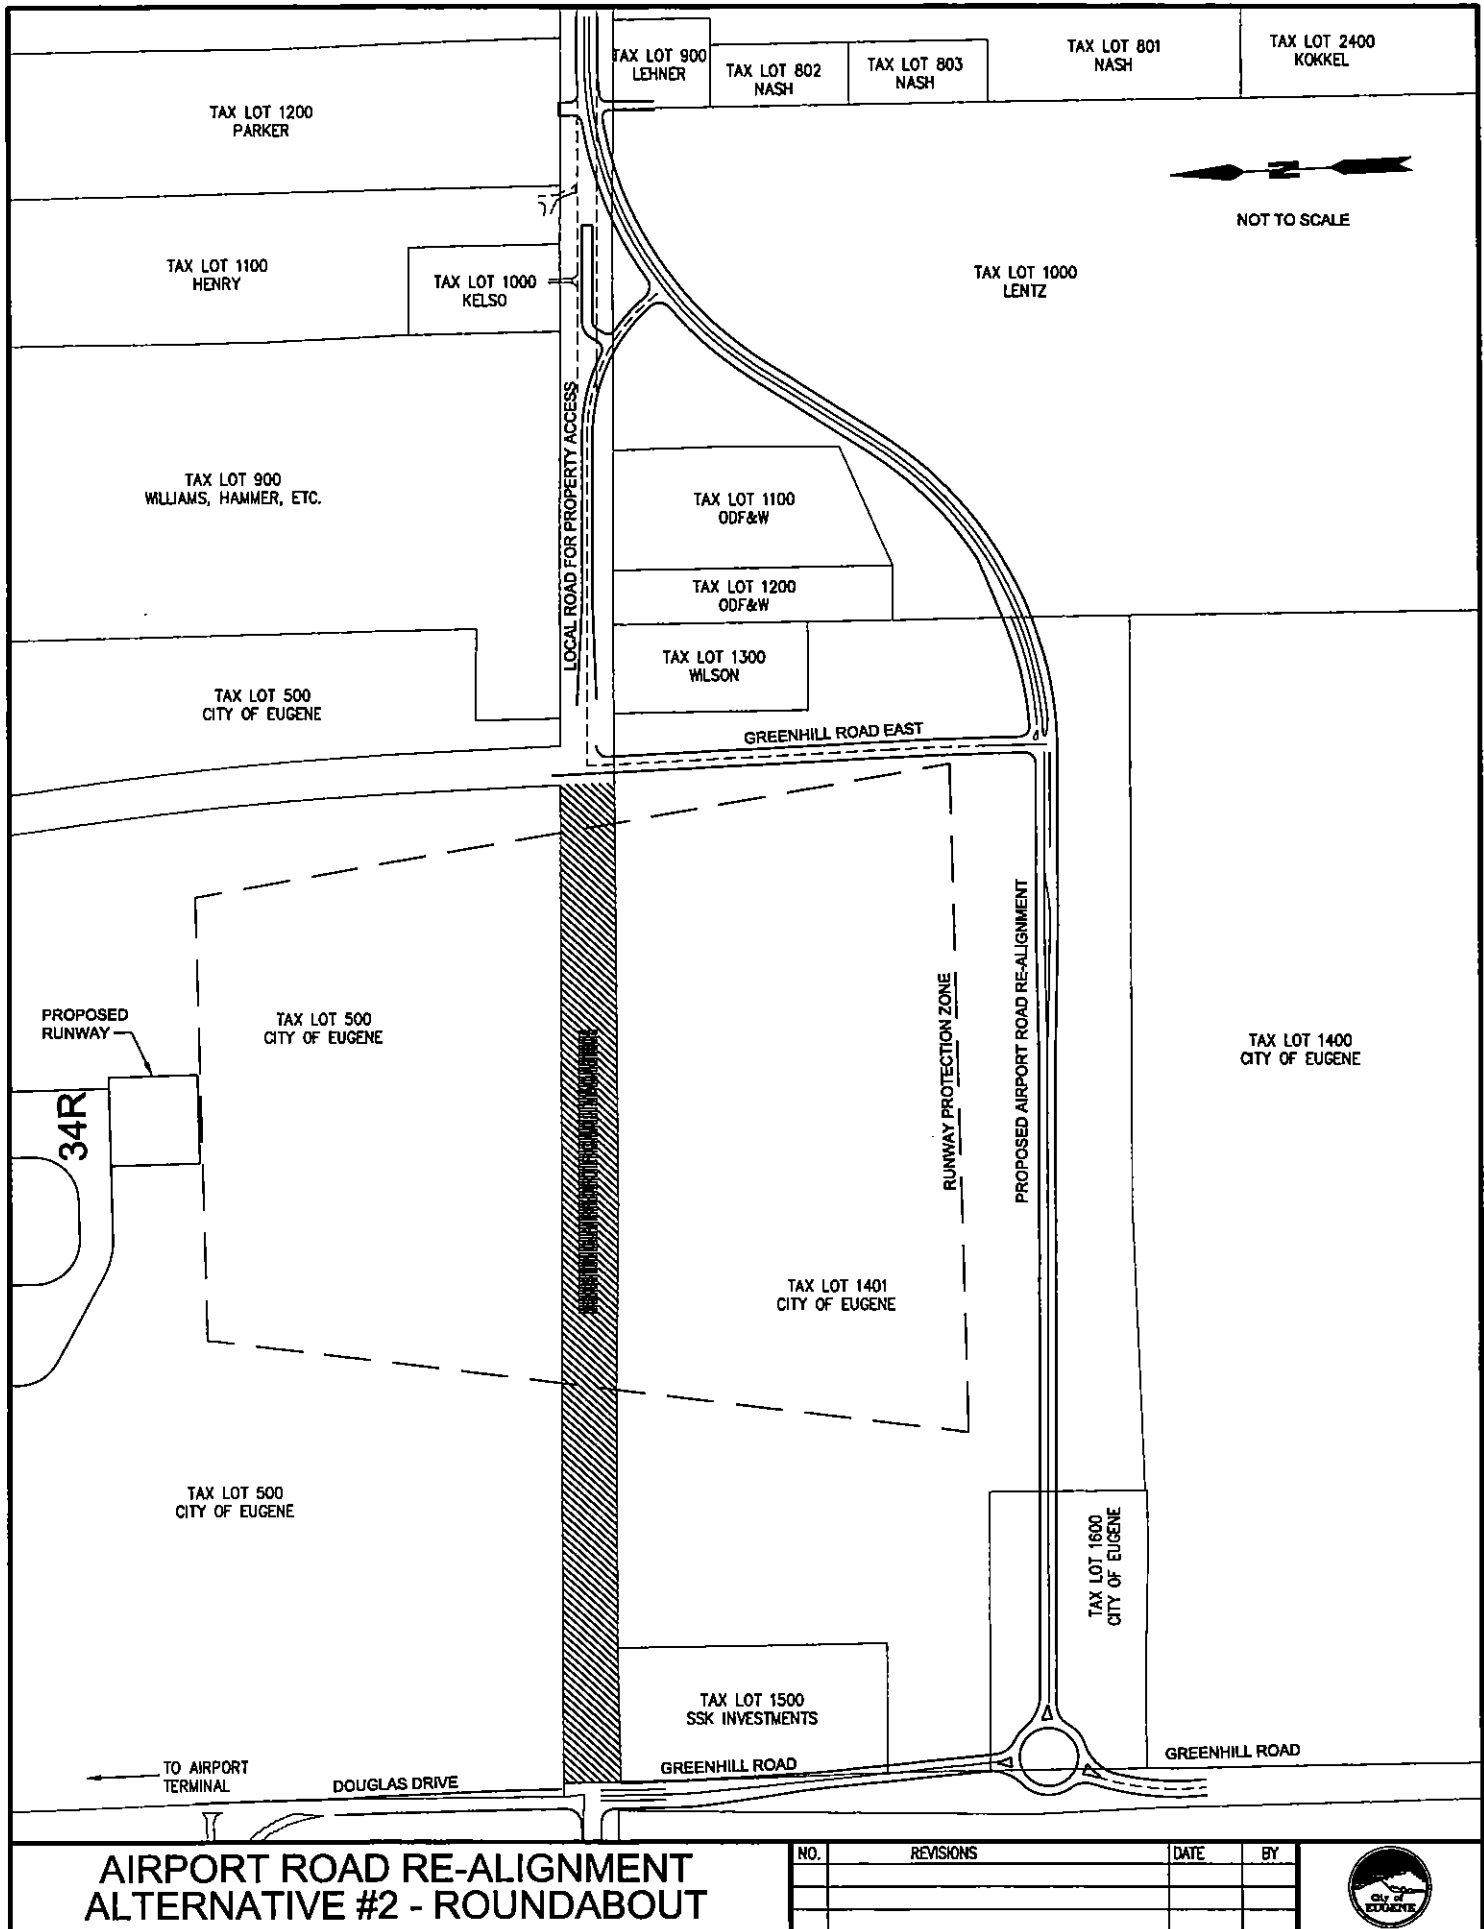 TAX LOT 900
LEHNER
TAX LOT 802
NASH
TAX LOT 803
NASH
TAX LOT 801
NASH
TAX LOT 2400
KOKKEL
TAX LOT 1200
PARKER
N
NOT TO SCALE
TAX LOT 1100
HENRY
TAX LOT 1000
KELSO
TAX LOT 1000
LENTZ
LOCAL ROAD FOR PROPERTY ACCESS
TAX LOT 900
WILLIAMS, HAMMER, ETC.
TAX LOT 1100
ODF&W
TAX LOT 1200
ODF&W
TAX LOT 1300
WILSON
TAX LOT 500
CITY OF EUGENE
GREENHILL ROAD EAST
PROPOSED
RUNWAY
34R
TAX LOT 500
CITY OF EUGENE
RUNWAY PROTECTION ZONE
PROPOSED AIRPORT ROAD RE-ALIGNMENT
TAX LOT 1400
CITY OF EUGENE
TAX LOT 1401
CITY OF EUGENE
TAX LOT 500
CITY OF EUGENE
TAX LOT 1600
CITY OF EUGENE
TAX LOT 1500
SSK INVESTMENTS
TO AIRPORT
TERMINAL
DOUGLAS DRIVE
GREENHILL ROAD
GREENHILL ROAD
AIRPORT ROAD RE-ALIGNMENT
ALTERNATIVE #2 - ROUNDABOUT
NO. REVISIONS DATE BY
City of
EUGENE